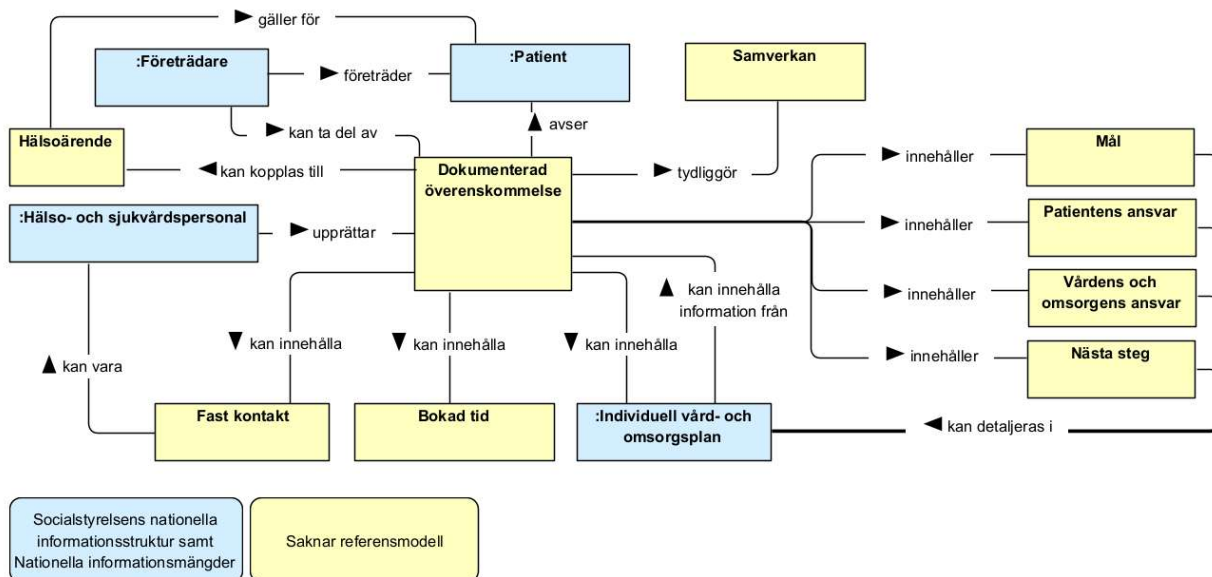 gäller för
:Företrädare
företräder
:Patient
Samverkan
kan ta del av
avser
Hälsoärende
kan kopplas till
Dokumenterad
överenskommelse
tydliggör
innehåller
Mål
:Hälso- och sjukvårdspersonal
upprättar
innehåller
Patientens ansvar
innehåller
Vårdens och
omsorgens ansvar
kan innehålla
information från
kan innehålla
kan innehålla
kan innehålla
innehåller
Nästa steg
kan vara
Fast kontakt
Bokad tid
:Individuell vård- och
omsorgsplan
kan detaljeras i
Socialstyrelsens nationella
informationsstruktur samt
Nationella informationsmängder
Saknar referensmodell